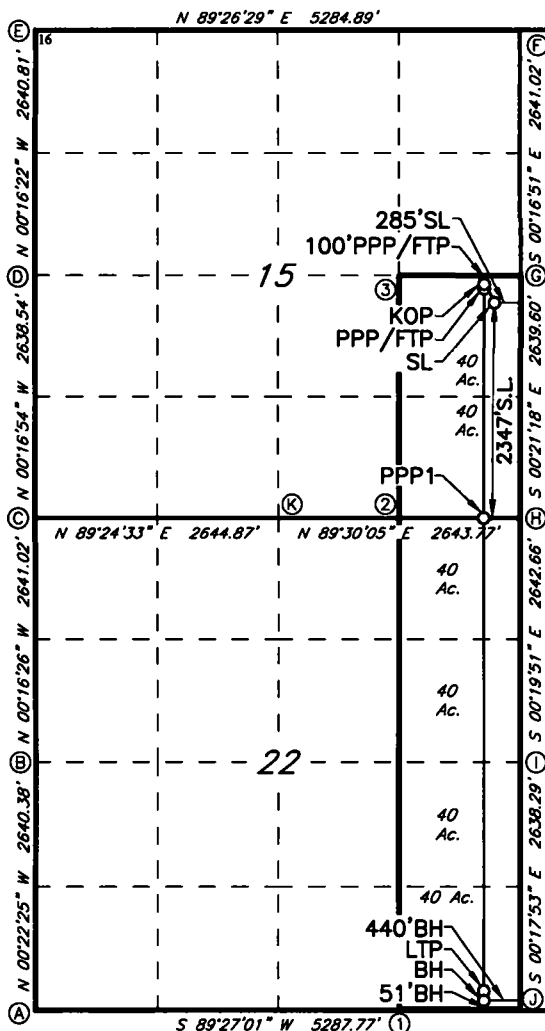 N 89°26'29" E 5284.89'
E
16
F
N 00°16'22" W 2640.81'
S 00°16'51" E 2641.02'
285'SL
100'PPP/FTP
D
15
G
3
KOP
PPP/FTP
SL
40
Ac.
40
Ac.
N 00°16'54" W 2638.54'
2347'S.L.
S 00°21'18" E 2639.60'
PPP1
C
K
2
H
N 89°24'33" E 2644.87'
N 89°30'05" E 2643.77'
40
Ac.
N 00°16'26" W 2641.02'
S 00°19'51" E 2642.66'
40
Ac.
B
22
I
40
Ac.
N 00°22'25" W 2640.38'
S 00°17'53" E 2638.29'
40 Ac.
440'BH
LTP
BH
51'BH
A
J
S 89°27'01" W 5287.77'
1